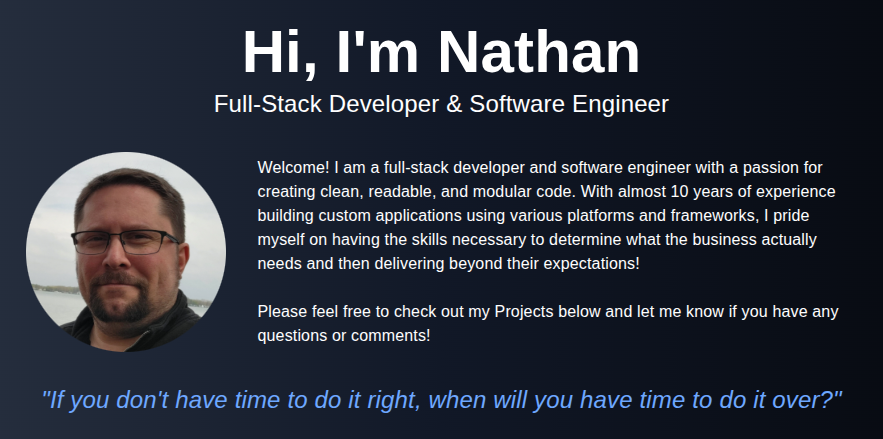 Hi, I'm Nathan
Full-Stack Developer & Software Engineer
Welcome! I am a full-stack developer and software engineer with a passion for
creating clean, readable, and modular code. With almost 10 years of experience
building custom applications using various platforms and frameworks, I pride
myself on having the skills necessary to determine what the business actually
needs and then delivering beyond their expectations!
Please feel free to check out my Projects below and let me know if you have any
questions or comments!
"If you don't have time to do it right, when will you have time to do it over?"